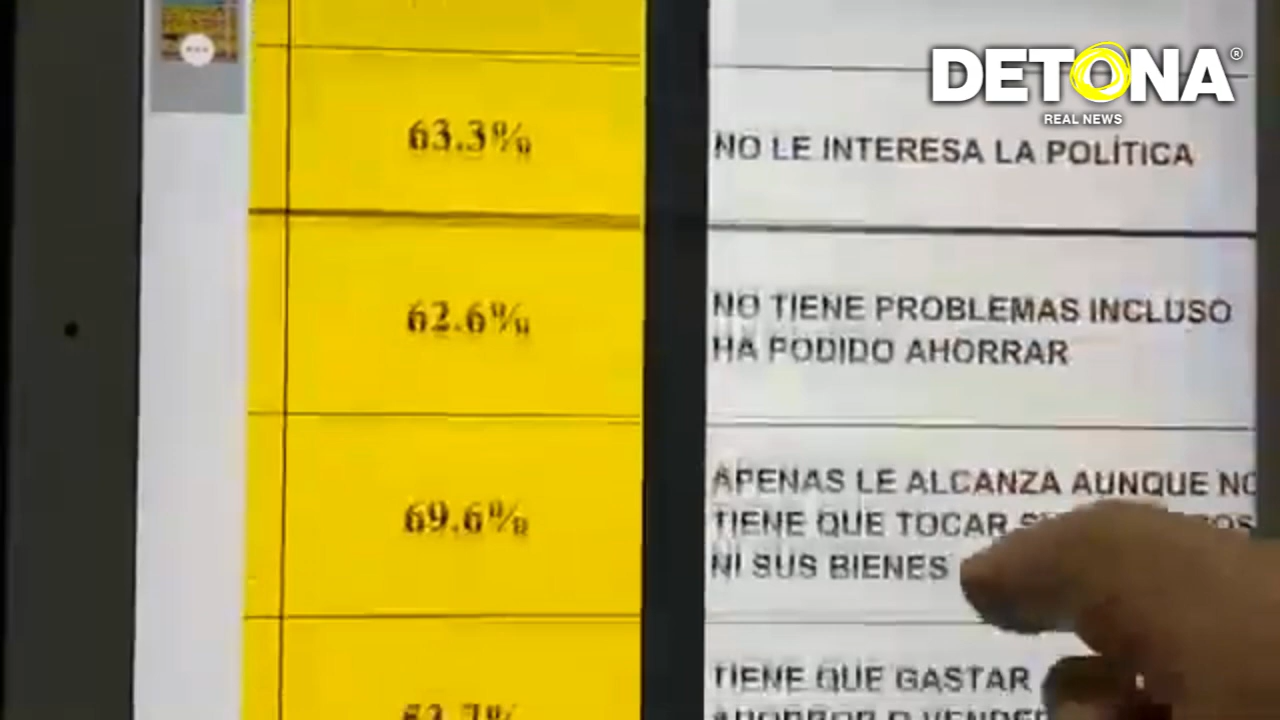 DETONA®
REAL NEWS
63.3%
NO LE INTERESA LA POLÍTICA
62.6%
NO TIENE PROBLEMAS INCLUSO
HA PODIDO AHORRAR
69.6%
APENAS LE ALCANZA AUNQUE NO
TIENE QUE TOCAR
NI SUS BIENES
TIENE QUE GASTAR